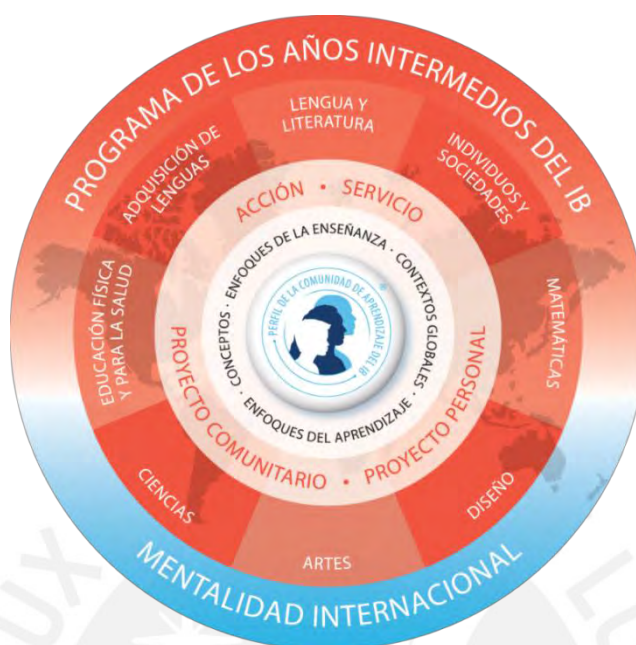 PROGRAMA DE LOS AÑOS INTERMEDIOS DEL IB
LENGUA Y
LITERATURA
ADQUISICIÓN DE
LENGUAS
INDIVIDUOS Y
SOCIEDADES
EDUCACIÓN FÍSICA
Y PARA LA SALUD
MATEMÁTICAS
CIENCIAS
DISEÑO
ARTES
ACCIÓN • SERVICIO
PROYECTO COMUNITARIO • PROYECTO PERSONAL
CONCEPTOS · ENFOQUES DE LA ENSEÑANZA · CONTEXTOS GLOBALES ·
ENFOQUES DEL APRENDIZAJE ·
• PERFIL DE LA COMUNIDAD DE APRENDIZAJE DEL IB
®
MENTALIDAD INTERNACIONAL
UX
LU